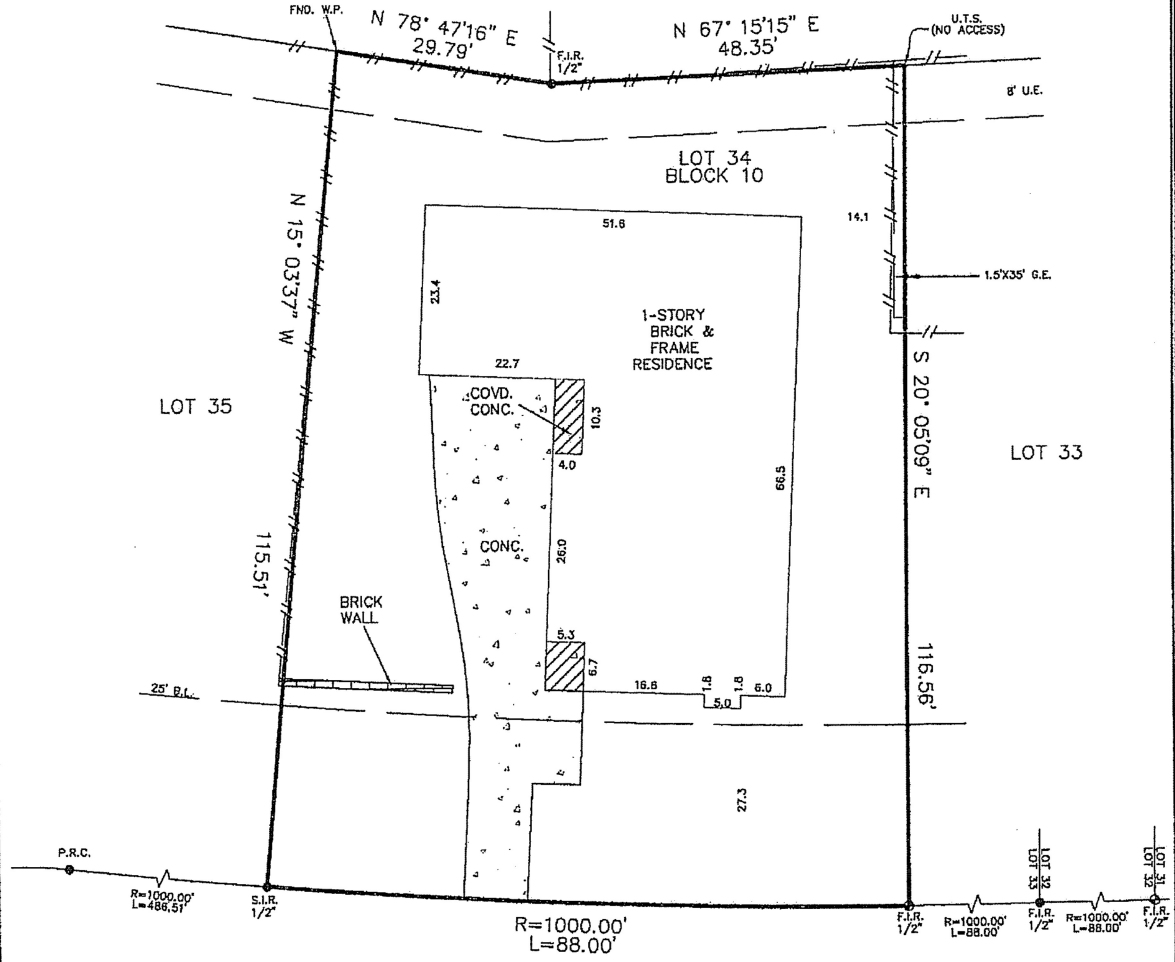 FND. W.P.
N 78° 47'16" E
29.79'
F.I.R.
1/2"
N 67° 15'15" E
48.35'
U.T.S.
(NO ACCESS)
8' U.E.
LOT 34
BLOCK 10
14.1
51.6
1.5'X35' G.E.
N 15° 03'37" W
23.4
1-STORY
BRICK &
FRAME
RESIDENCE
22.7
COVD.
CONC.
10.3
4.0
S 20° 05'09" E
LOT 35
LOT 33
66.5
CONC.
26.0
115.51'
BRICK
WALL
5.3
6.7
116.56'
25' B.L.
16.6
1.8
1.8
5.0
6.0
27.3
P.R.C.
R=1000.00'
L=486.51'
S.I.R.
1/2"
R=1000.00'
L=88.00'
F.I.R.
1/2"
R=1000.00'
L=88.00'
LOT 32
LOT 33
F.I.R.
1/2"
R=1000.00'
L=88.00'
LOT 31
LOT 32
F.I.R.
1/2"